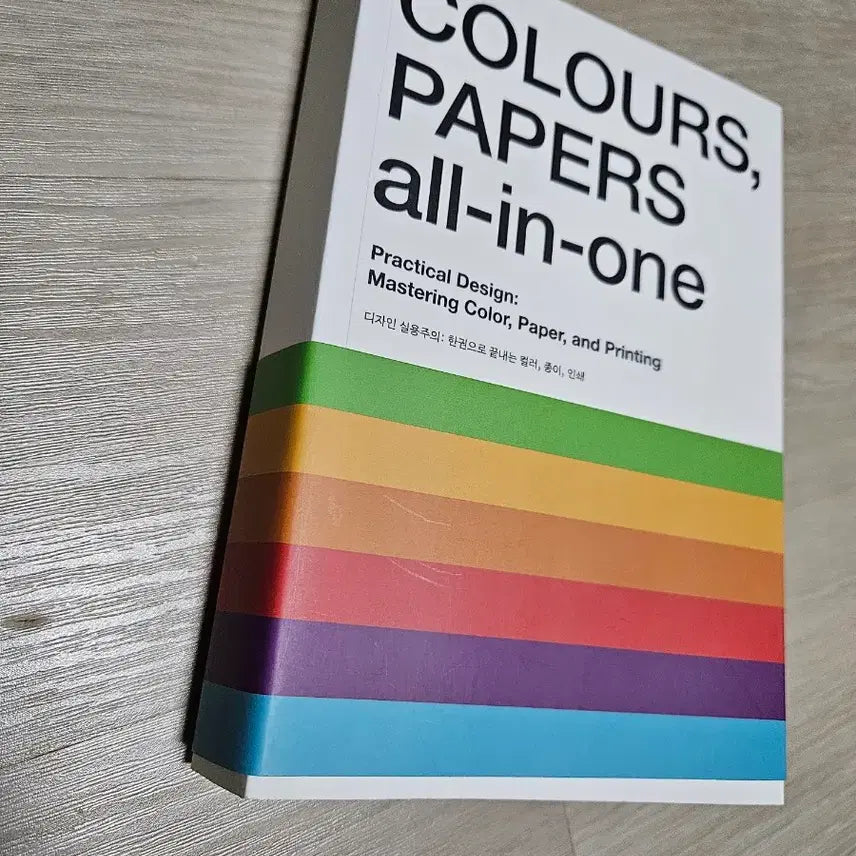 COLOURS,
PAPERS
all-in-one
Practical Design:
Mastering Color, Paper, and Printing
디자인 실용주의: 한권으로 끝내는 컬러, 종이, 인쇄